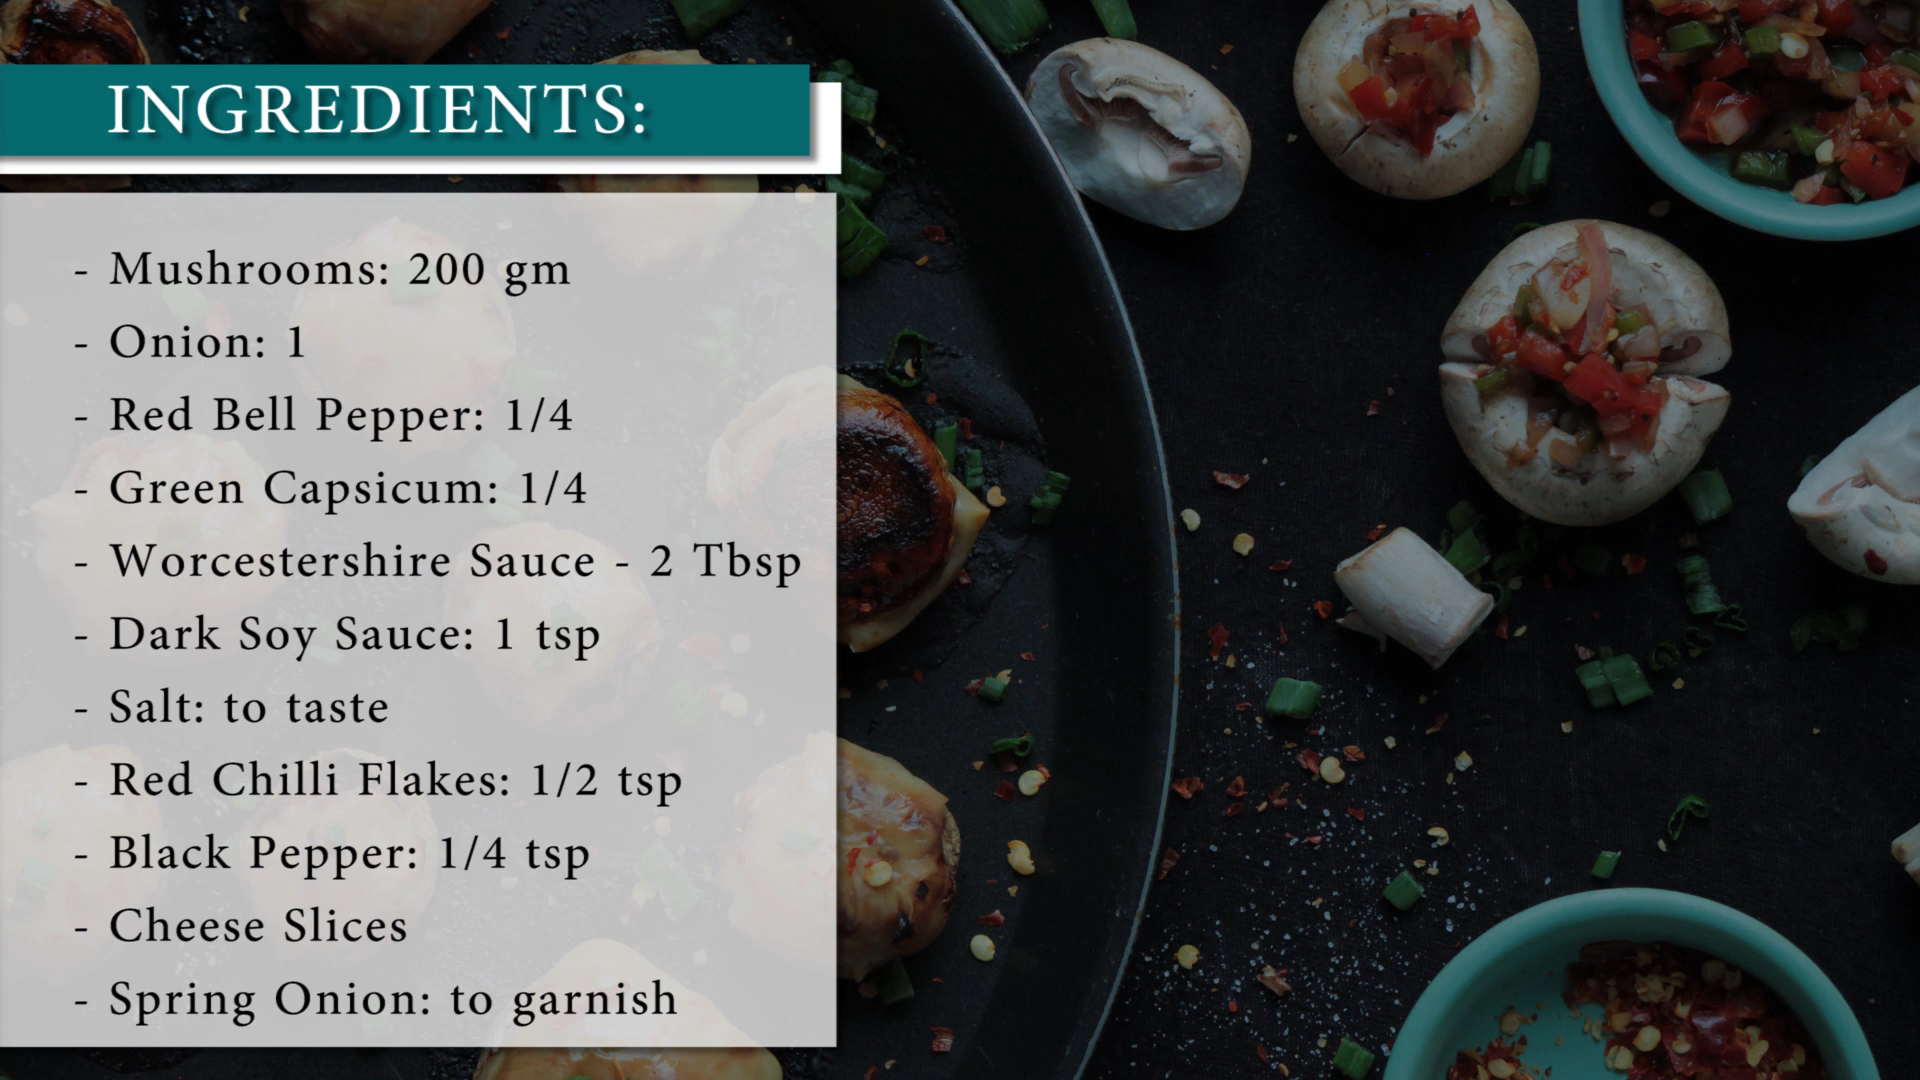 INGREDIENTS:
- Mushrooms: 200 gm
- Onion: 1
- Red Bell Pepper: 1/4
- Green Capsicum: 1/4
- Worcestershire Sauce - 2 Tbsp
- Dark Soy Sauce: 1 tsp
- Salt: to taste
- Red Chilli Flakes: 1/2 tsp
- Black Pepper: 1/4 tsp
- Cheese Slices
- Spring Onion: to garnish